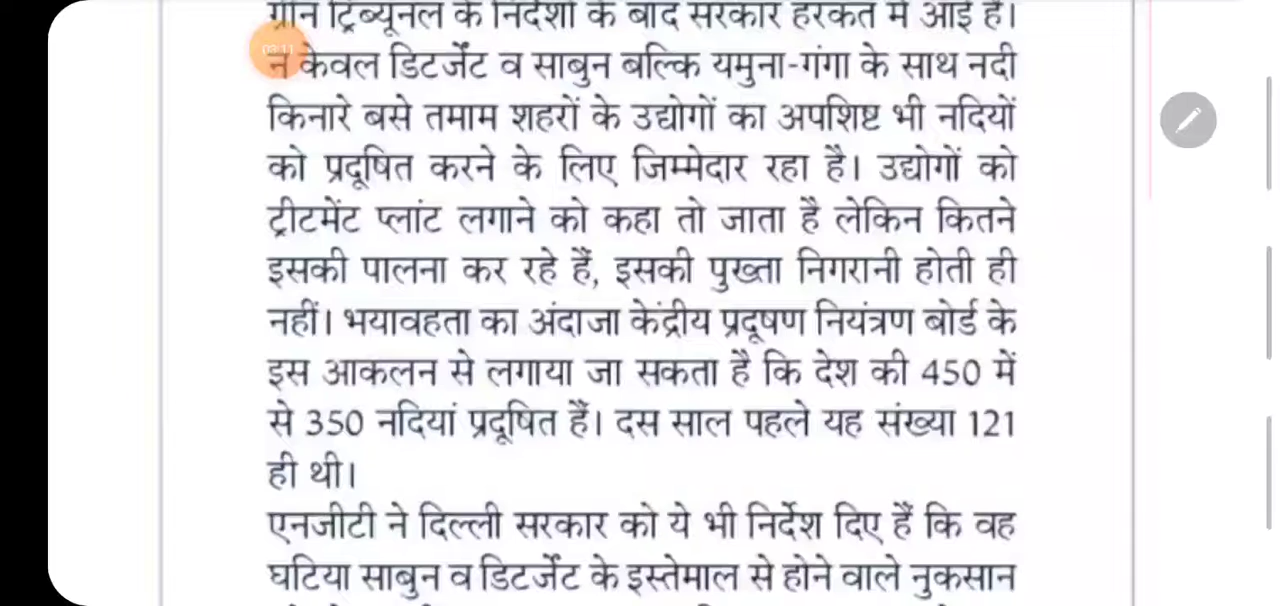 ग्रीन ट्रिब्यूनल के निर्देशों के बाद सरकार हरकत में आई है।
03:11
न केवल डिटर्जेंट व साबुन बल्कि यमुना-गंगा के साथ नदी
किनारे बसे तमाम शहरों के उद्योगों का अपशिष्ट भी नदियों
को प्रदूषित करने के लिए जिम्मेदार रहा है। उद्योगों को
ट्रीटमेंट प्लांट लगाने को कहा तो जाता है लेकिन कितने
इसकी पालना कर रहे हैं, इसकी पुख्ता निगरानी होती ही
नहीं। भयावहता का अंदाजा केंद्रीय प्रदूषण नियंत्रण बोर्ड के
इस आकलन से लगाया जा सकता है कि देश की 450 में
से 350 नदियां प्रदूषित हैं। दस साल पहले यह संख्या 121
ही थी।
एनजीटी ने दिल्ली सरकार को ये भी निर्देश दिए हैं कि वह
घटिया साबुन व डिटर्जेंट के इस्तेमाल से होने वाले नुकसान